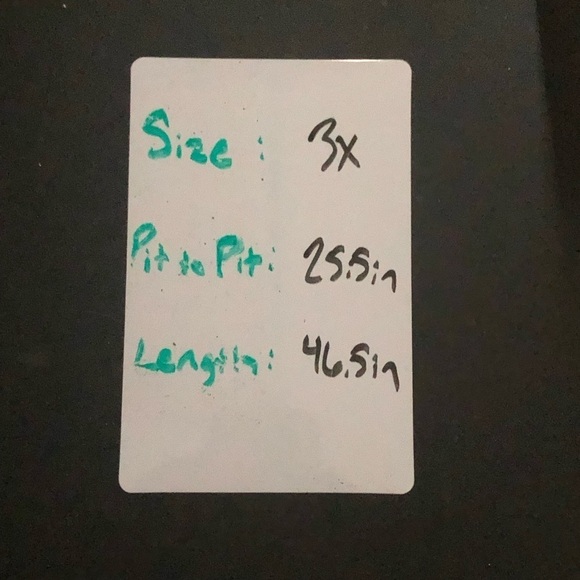 Size: 3x
Pit to Pit: 25.5in
Length: 46.5in